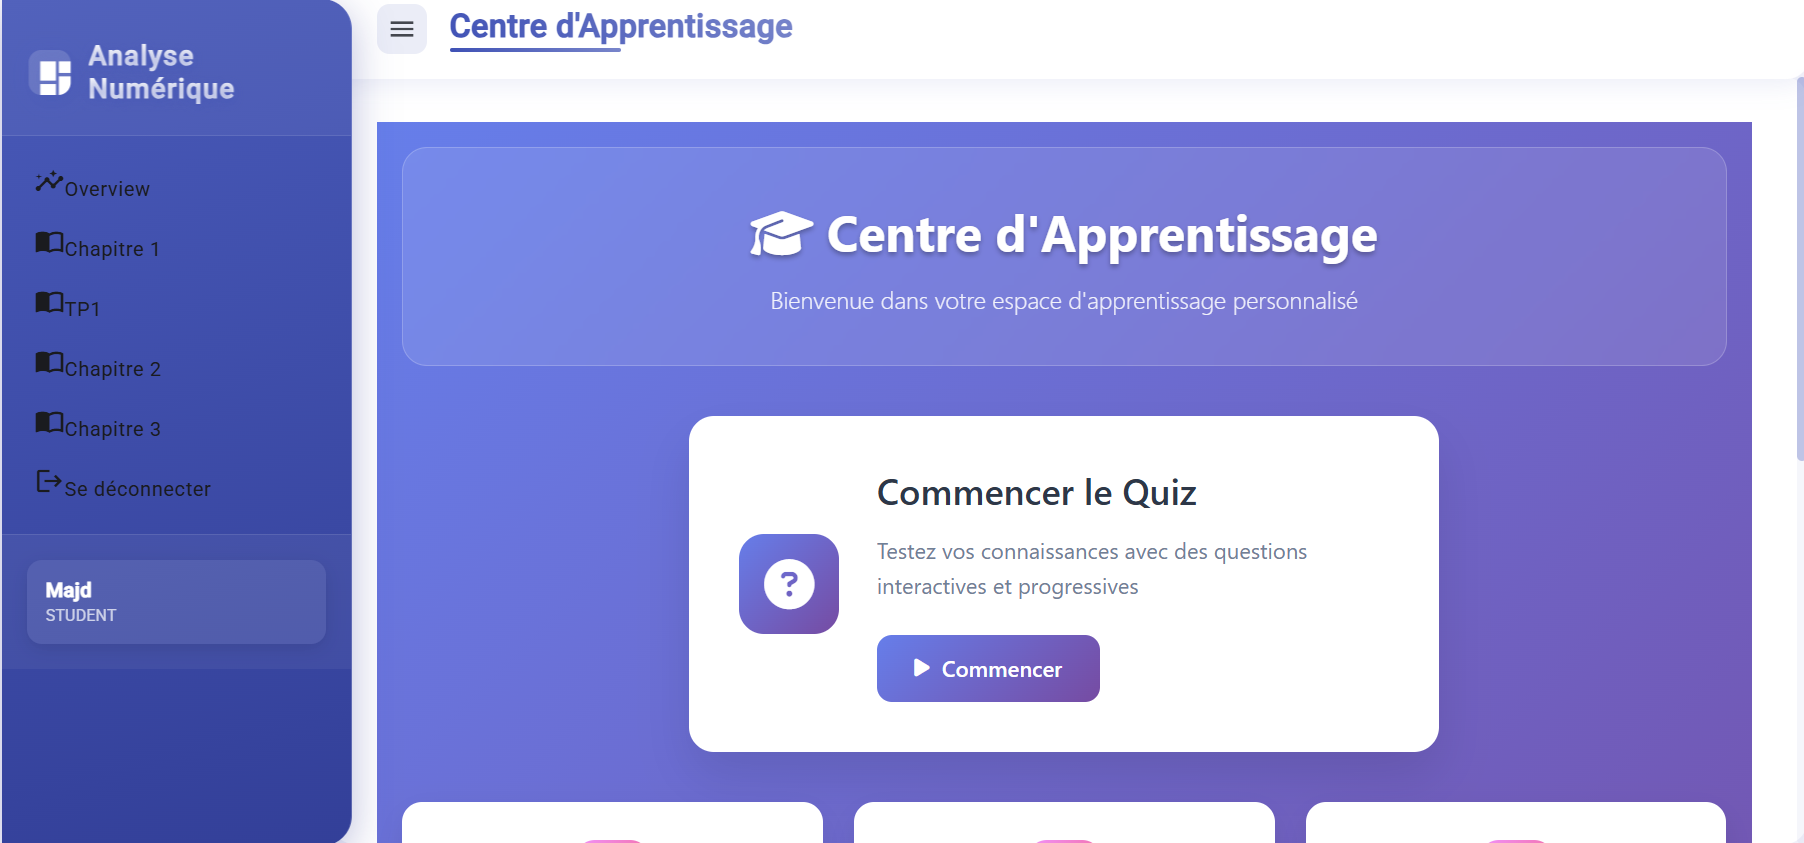 Analyse
Numérique
Overview
Chapitre 1
TP1
Chapitre 2
Chapitre 3
Se déconnecter
Majd
STUDENT
Centre d'Apprentissage
Centre d'Apprentissage
Bienvenue dans votre espace d'apprentissage personnalisé
Commencer le Quiz
Testez vos connaissances avec des questions
interactives et progressives
?
Commencer